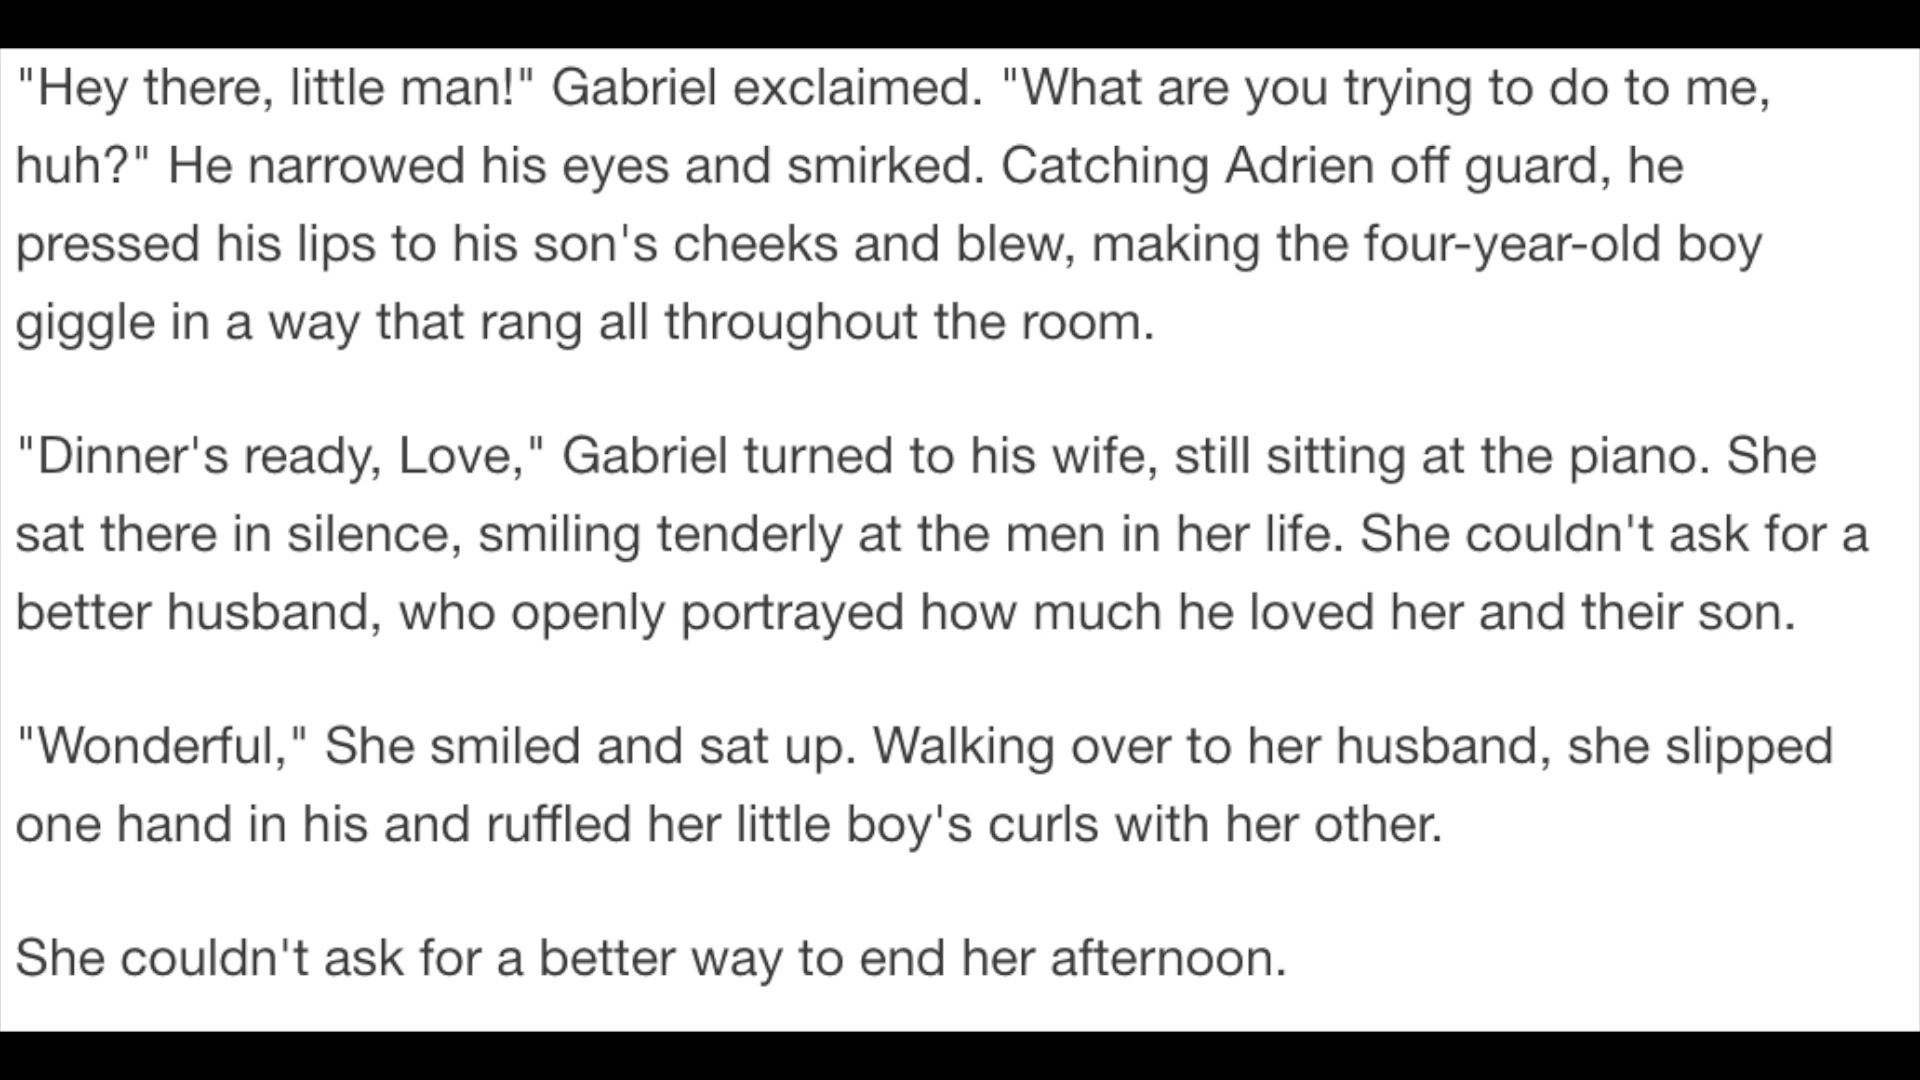 "Hey there, little man!" Gabriel exclaimed. "What are you trying to do to me,
huh?" He narrowed his eyes and smirked. Catching Adrien off guard, he
pressed his lips to his son's cheeks and blew, making the four-year-old boy
giggle in a way that rang all throughout the room.
"Dinner's ready, Love," Gabriel turned to his wife, still sitting at the piano. She
sat there in silence, smiling tenderly at the men in her life. She couldn't ask for a
better husband, who openly portrayed how much he loved her and their son.
"Wonderful," She smiled and sat up. Walking over to her husband, she slipped
one hand in his and ruffled her little boy's curls with her other.
She couldn't ask for a better way to end her afternoon.